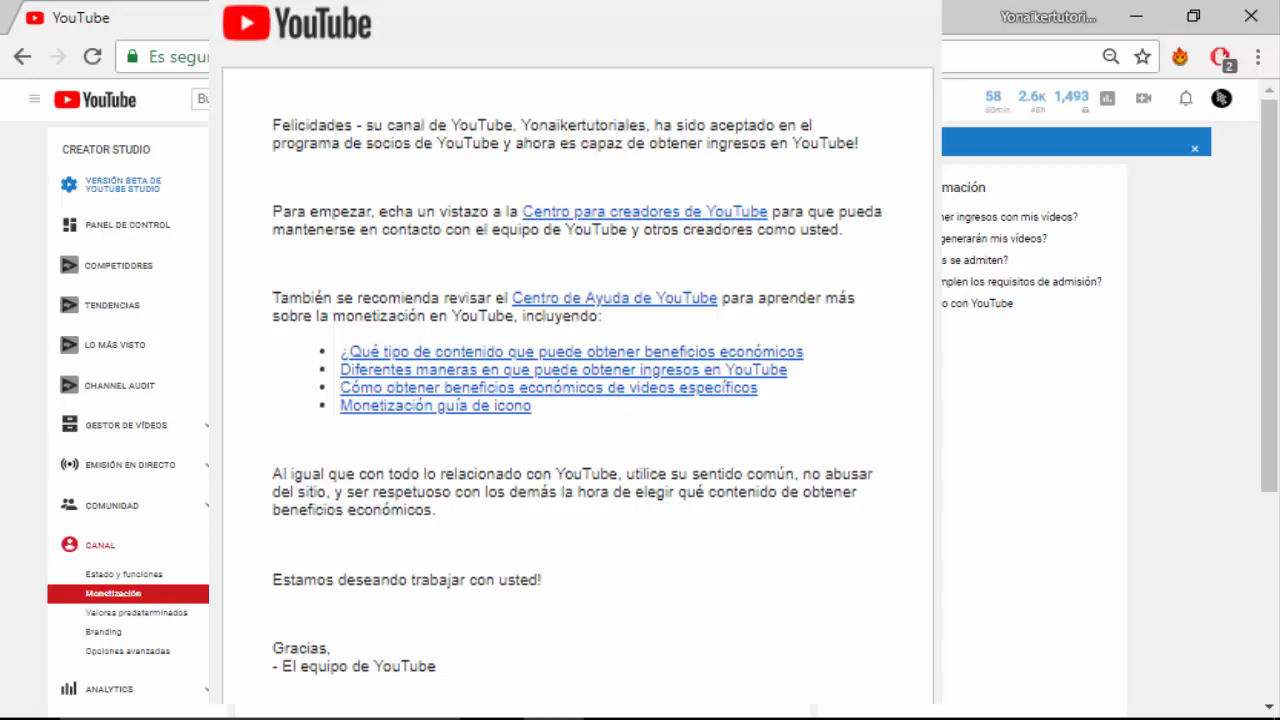 YouTube
YouTube
Yonaikertutori...
Es segu
YouTube
Bu
58
60min
2.6K
48h
1,493
2
CREATOR STUDIO
VERSIÓN BETA DE
YOUTUBE STUDIO
PANEL DE CONTROL
COMPETIDORES
TENDENCIAS
LO MÁS VISTO
CHANNEL AUDIT
GESTOR DE VÍDEOS
EMISIÓN EN DIRECTO
COMUNIDAD
CANAL
Estado y funciones
Monetización
Valores predeterminados
Branding
Opciones avanzadas
ANALYTICS
Felicidades - su canal de YouTube, Yonaikertutoriales, ha sido aceptado en el
programa de socios de YouTube y ahora es capaz de obtener ingresos en YouTube!
Para empezar, echa un vistazo a la Centro para creadores de YouTube para que pueda
mantenerse en contacto con el equipo de YouTube y otros creadores como usted.
También se recomienda revisar el Centro de Ayuda de YouTube para aprender más
sobre la monetización en YouTube, incluyendo:
• ¿Qué tipo de contenido que puede obtener beneficios económicos
• Diferentes maneras en que puede obtener ingresos en YouTube
• Cómo obtener beneficios económicos de videos específicos
• Monetización guía de icono
Al igual que con todo lo relacionado con YouTube, utilice su sentido común, no abusar
del sitio, y ser respetuoso con los demás la hora de elegir qué contenido de obtener
beneficios económicos.
Estamos deseando trabajar con usted!
Gracias,
- El equipo de YouTube
mación
ner ingresos con mis vídeos?
generarán mis vídeos?
s se admiten?
mplen los requisitos de admisión?
o con YouTube